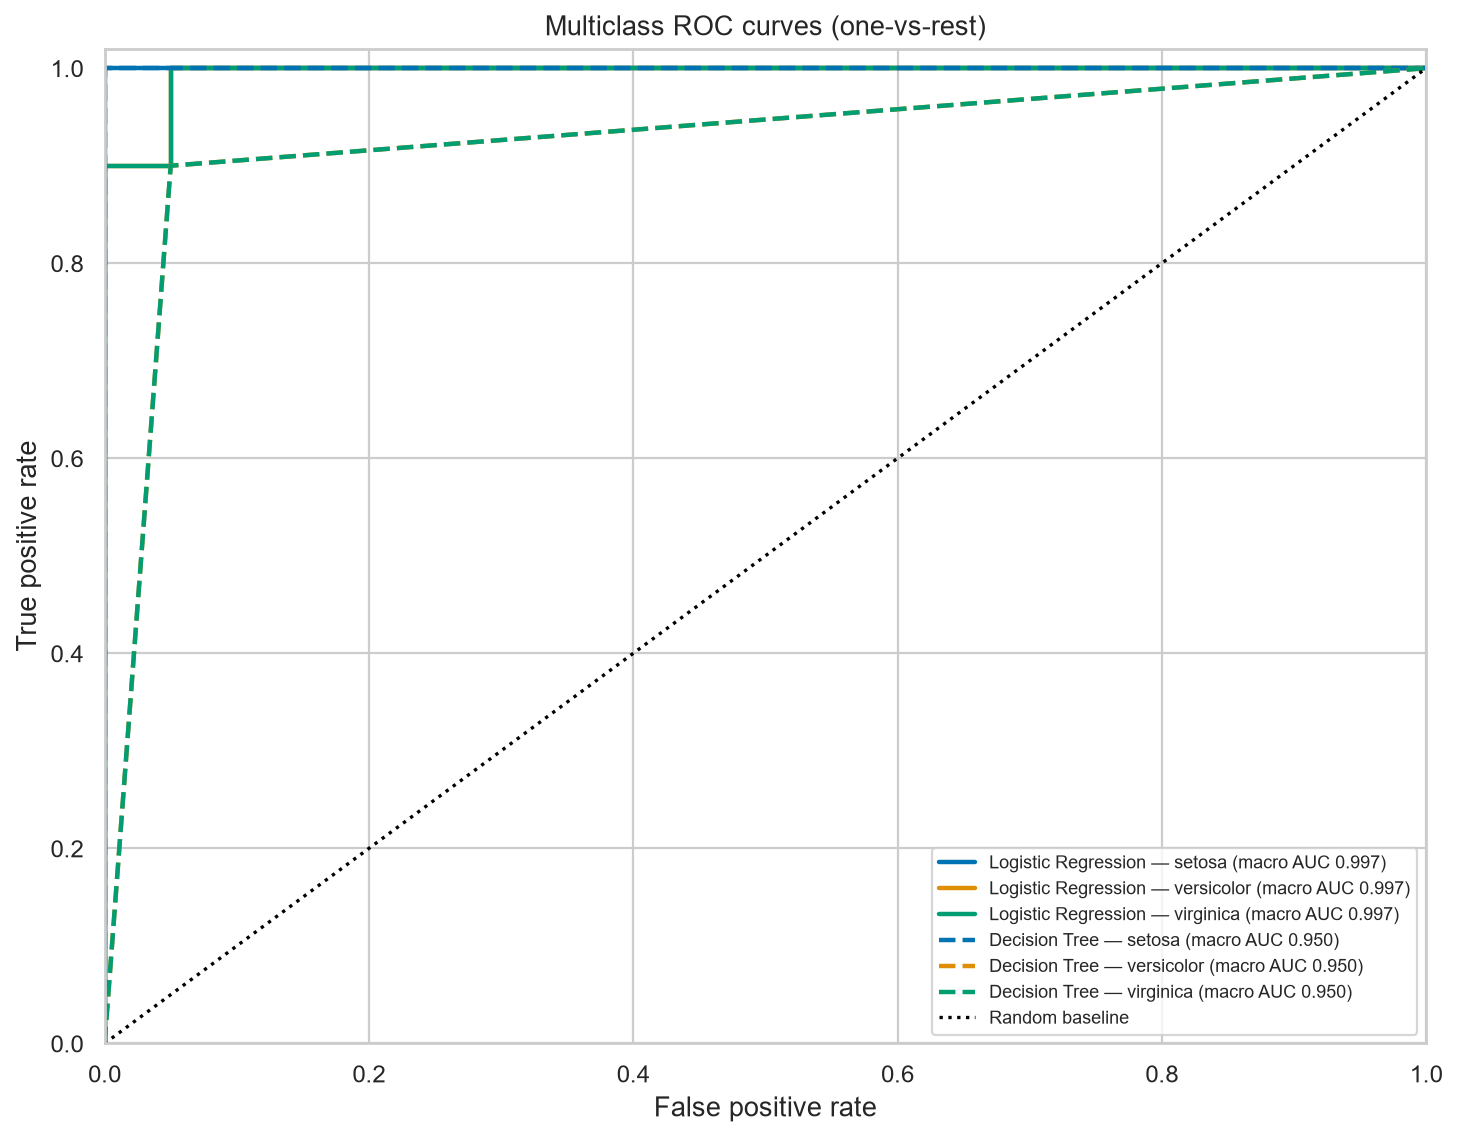 Multiclass ROC curves (one-vs-rest)
True positive rate
1.0
0.8
0.6
0.4
0.2
0.0
0.0 0.2 0.4 0.6 0.8 1.0
False positive rate
Logistic Regression — setosa (macro AUC 0.997)
Logistic Regression — versicolor (macro AUC 0.997)
Logistic Regression — virginica (macro AUC 0.997)
Decision Tree — setosa (macro AUC 0.950)
Decision Tree — versicolor (macro AUC 0.950)
Decision Tree — virginica (macro AUC 0.950)
Random baseline